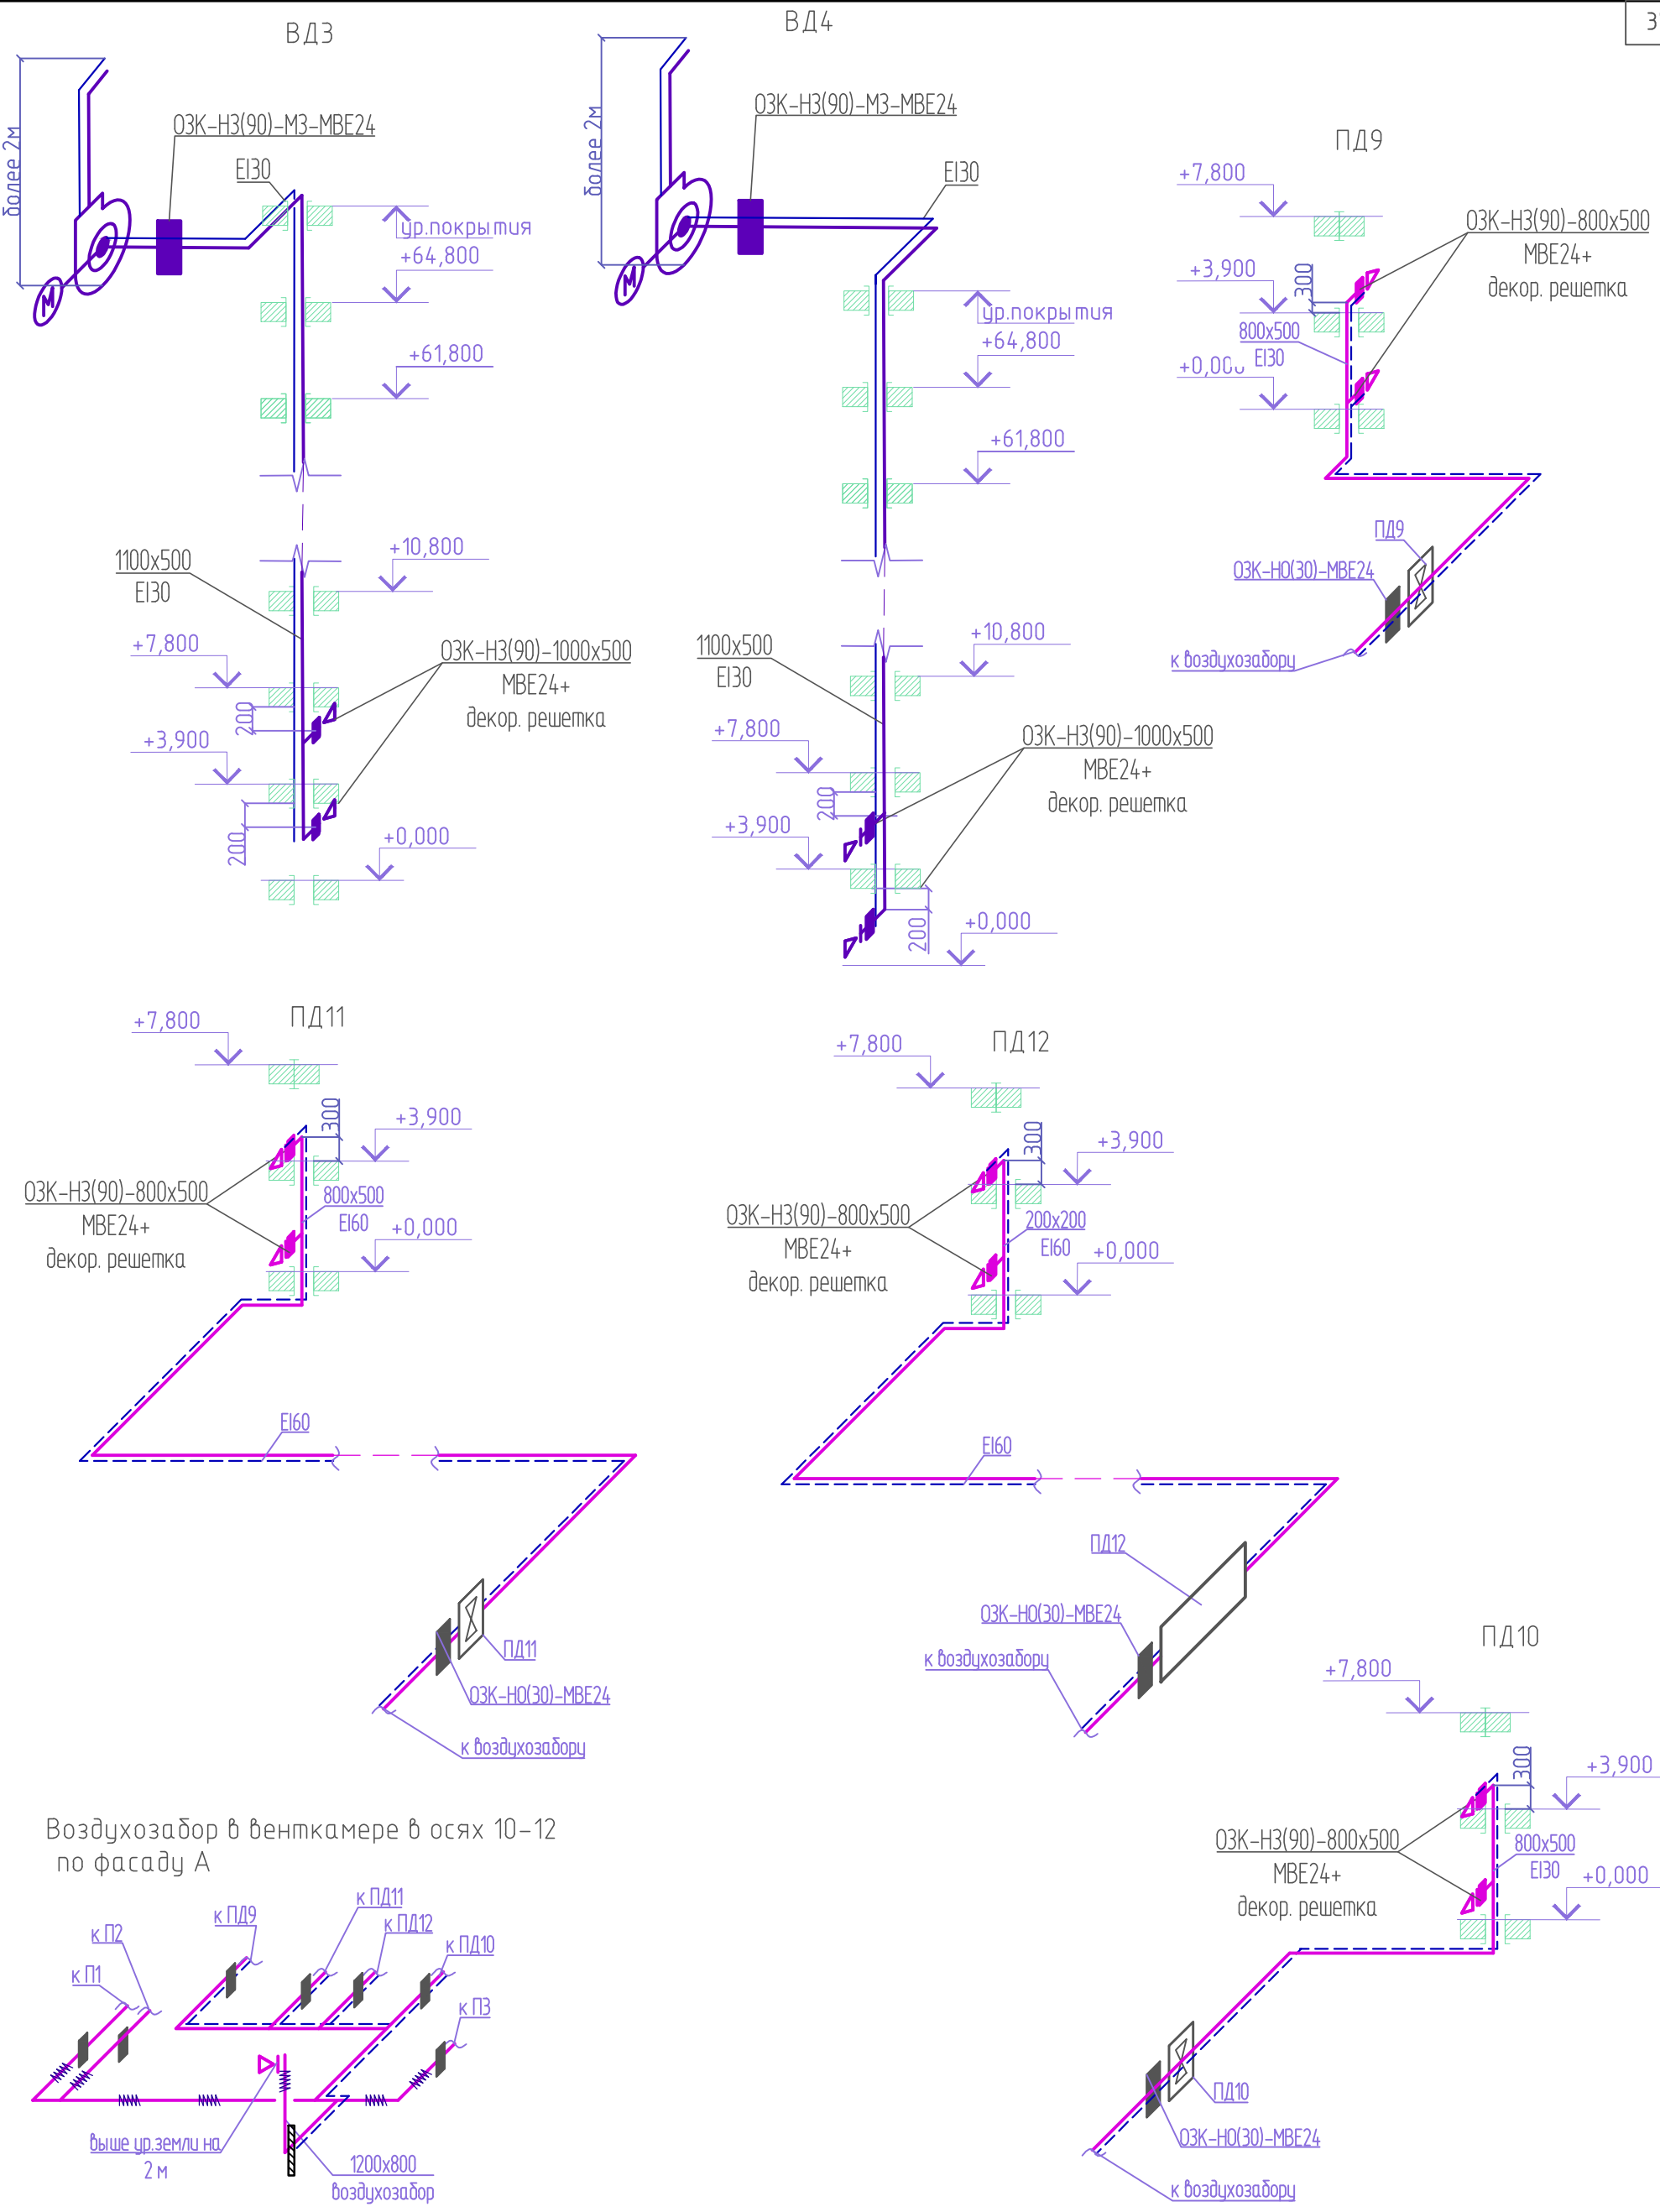 ВД3
более 2м
ОЗК-НЗ(90)-М3-МВЕ24
EI30
ур.покрытия
+64,800
+61,800
+10,800
1100х500
EI30
+7,800
200
+3,900
200
+0,000
ОЗК-НЗ(90)-1000х500
МВЕ24+
декор. решетка
ВД4
более 2м
ОЗК-НЗ(90)-М3-МВЕ24
EI30
ур.покрытия
+64,800
+61,800
+10,800
1100х500
EI30
+7,800
200
+3,900
200
+0,000
ОЗК-НЗ(90)-1000х500
МВЕ24+
декор. решетка
ПД9
+7,800
ОЗК-НЗ(90)-800х500
МВЕ24+
декор. решетка
+3,900
300
800х500
EI30
ПД9
ОЗК-НО(30)-МВЕ24
к воздухозабору
ПД11
+7,800
300
+3,900
ОЗК-НЗ(90)-800х500
МВЕ24+
декор. решетка
800х500
EI60
+0,000
EI60
ПД11
ОЗК-НО(30)-МВЕ24
к воздухозабору
ПД12
+7,800
300
+3,900
ОЗК-НЗ(90)-800х500
МВЕ24+
декор. решетка
200х200
EI60
+0,000
EI60
ПД12
ОЗК-НО(30)-МВЕ24
к воздухозабору
ПД10
+7,800
300
+3,900
ОЗК-НЗ(90)-800х500
МВЕ24+
декор. решетка
800х500
EI30
+0,000
ПД10
ОЗК-НО(30)-МВЕ24
к воздухозабору
Воздухозабор в венткамере в осях 10-12
по фасаду А
к П1
к П2
к ПД9
к ПД11
к ПД12
к ПД10
к П3
выше ур.земли на
2 м
1200х800
воздухозабор